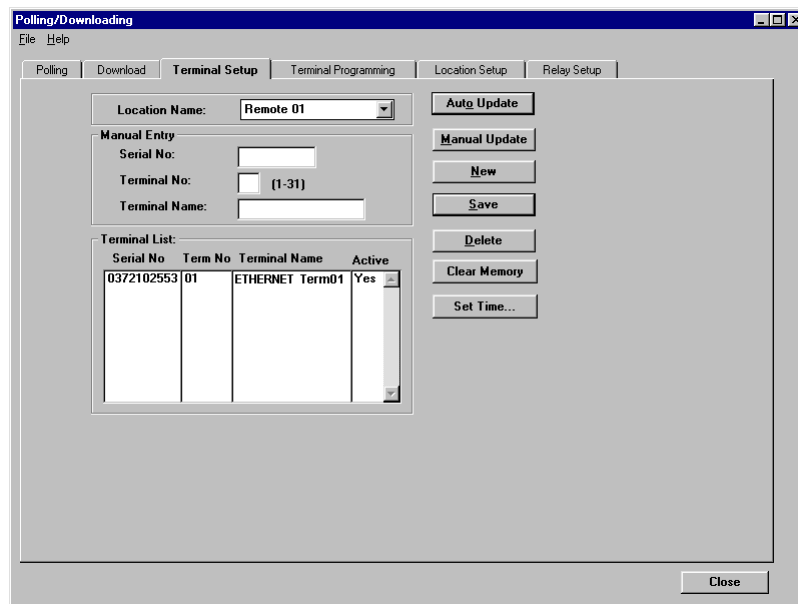 Polling/Downloading
File Help
Polling Download Terminal Setup Terminal Programming Location Setup Relay Setup
Location Name: Remote 01
Auto Update
Manual Entry
Manual Update
Serial No:
New
Terminal No: (1-31)
Terminal Name:
Save
Terminal List:
Delete
Serial No Term No Terminal Name Active
Clear Memory
0372102553 01 ETHERNET Term01 Yes
Set Time...
Close